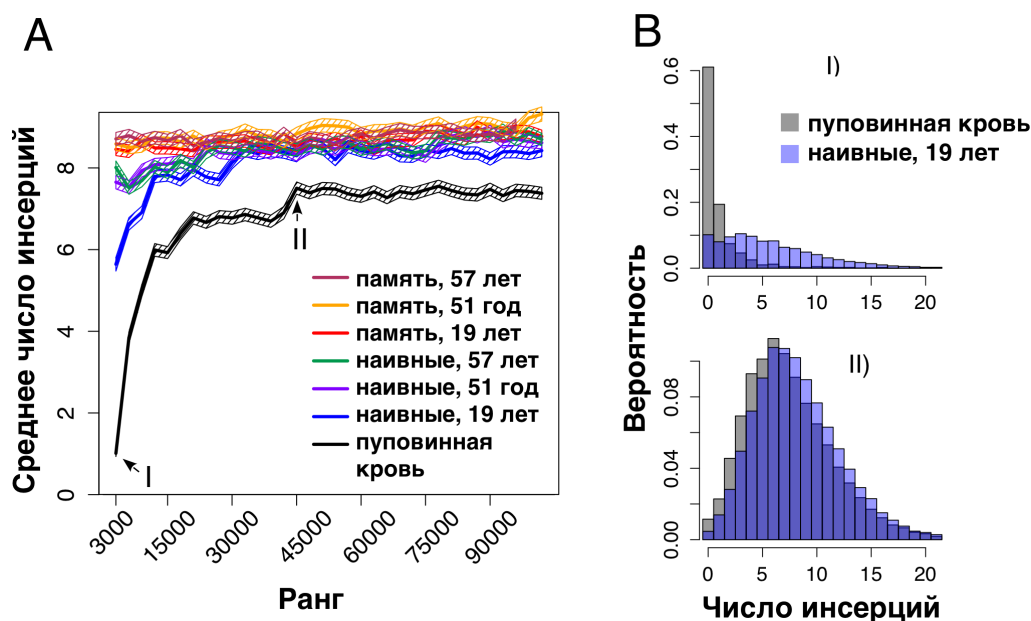 A
Среднее число инсерций
8
6
4
2
0
I
II
память, 57 лет
память, 51 год
память, 19 лет
наивные, 57 лет
наивные, 51 год
наивные, 19 лет
пуповинная
кровь
3000
15000
30000
45000
60000
75000
90000
Ранг
B
Вероятность
I)
0.6
0.4
0.2
0.0
пуповинная кровь
наивные, 19 лет
0
5
10
15
20
II)
0.08
0.04
0.00
0
5
10
15
20
Число инсерций